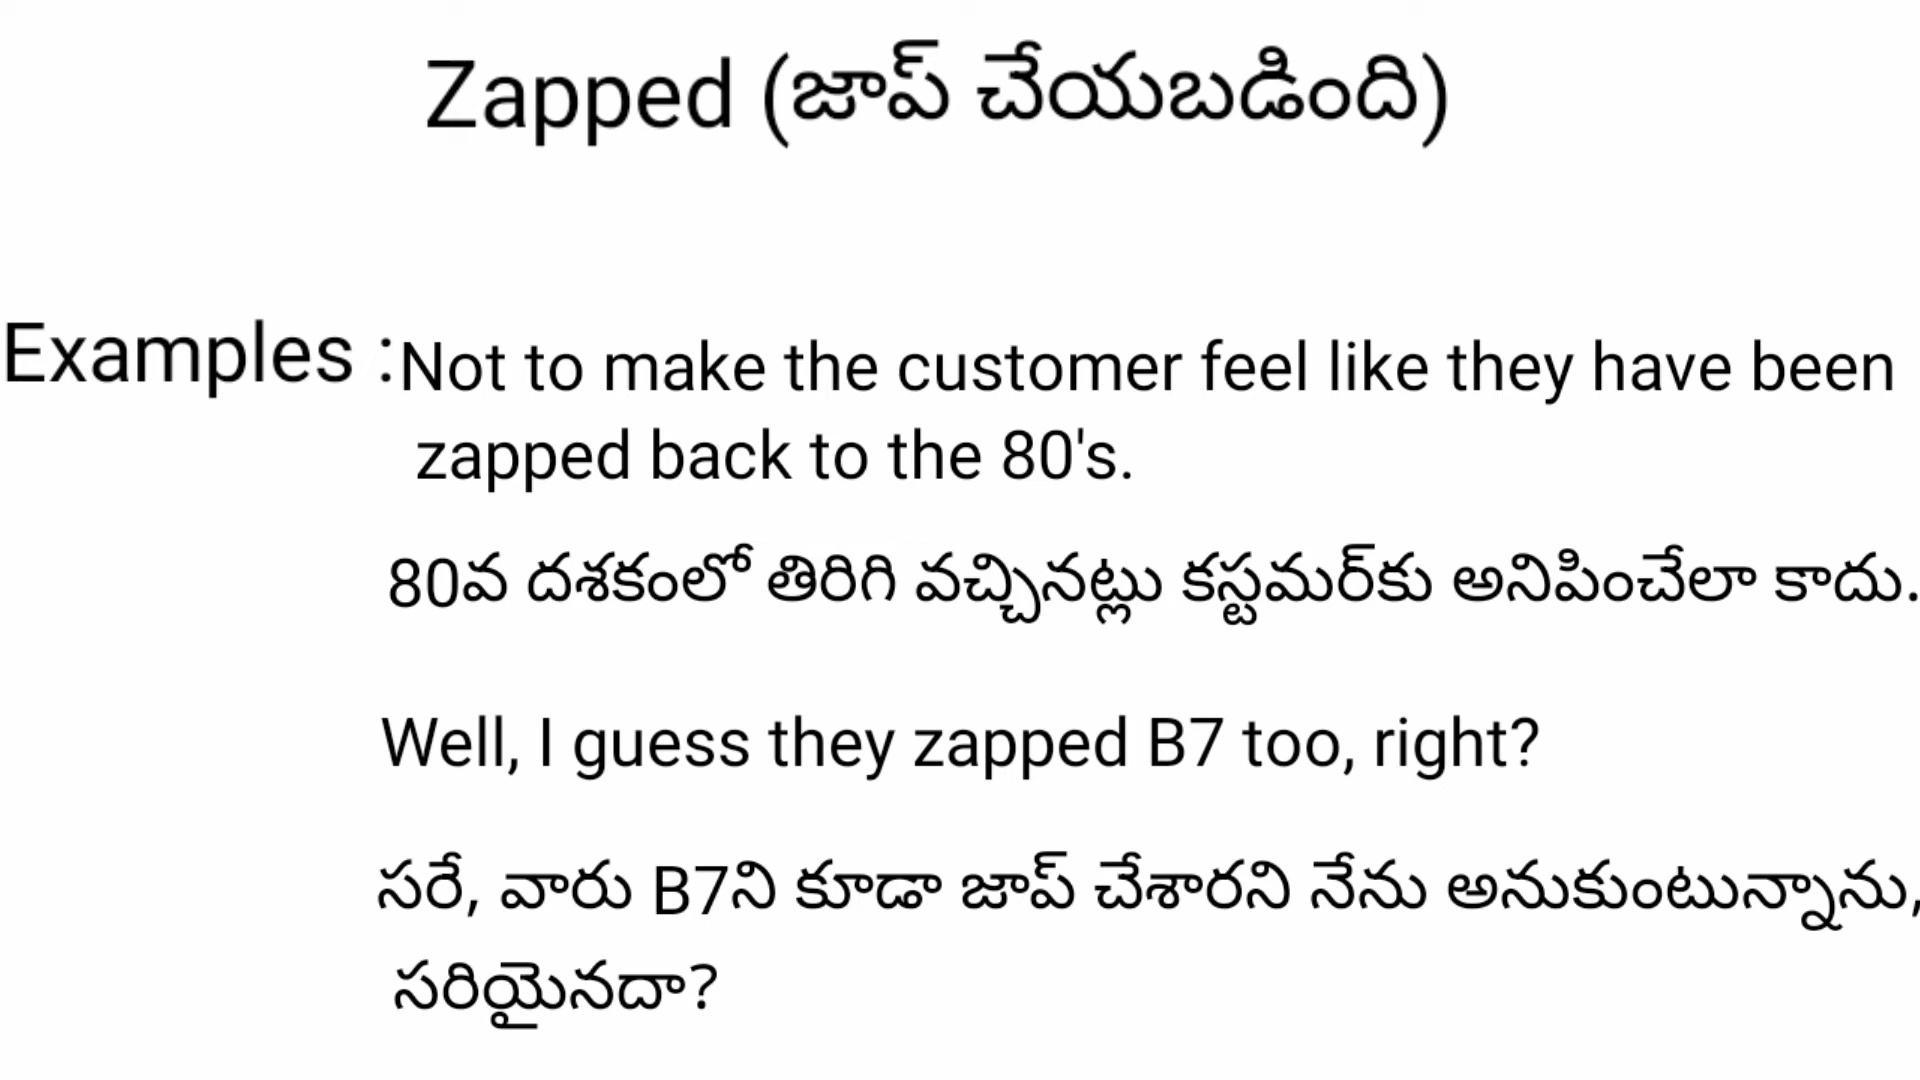 Zapped (జాప్ చేయబడింది)
Examples :Not to make the customer feel like they have been
zapped back to the 80's.
80వ దశకంలో తిరిగి వచ్చినట్లు కస్టమర్‌కు అనిపించేలా కాదు.
Well, I guess they zapped B7 too, right?
సరే, వారు B7ని కూడా జాప్ చేశారని నేను అనుకుంటున్నాను,
సరియైనదా?